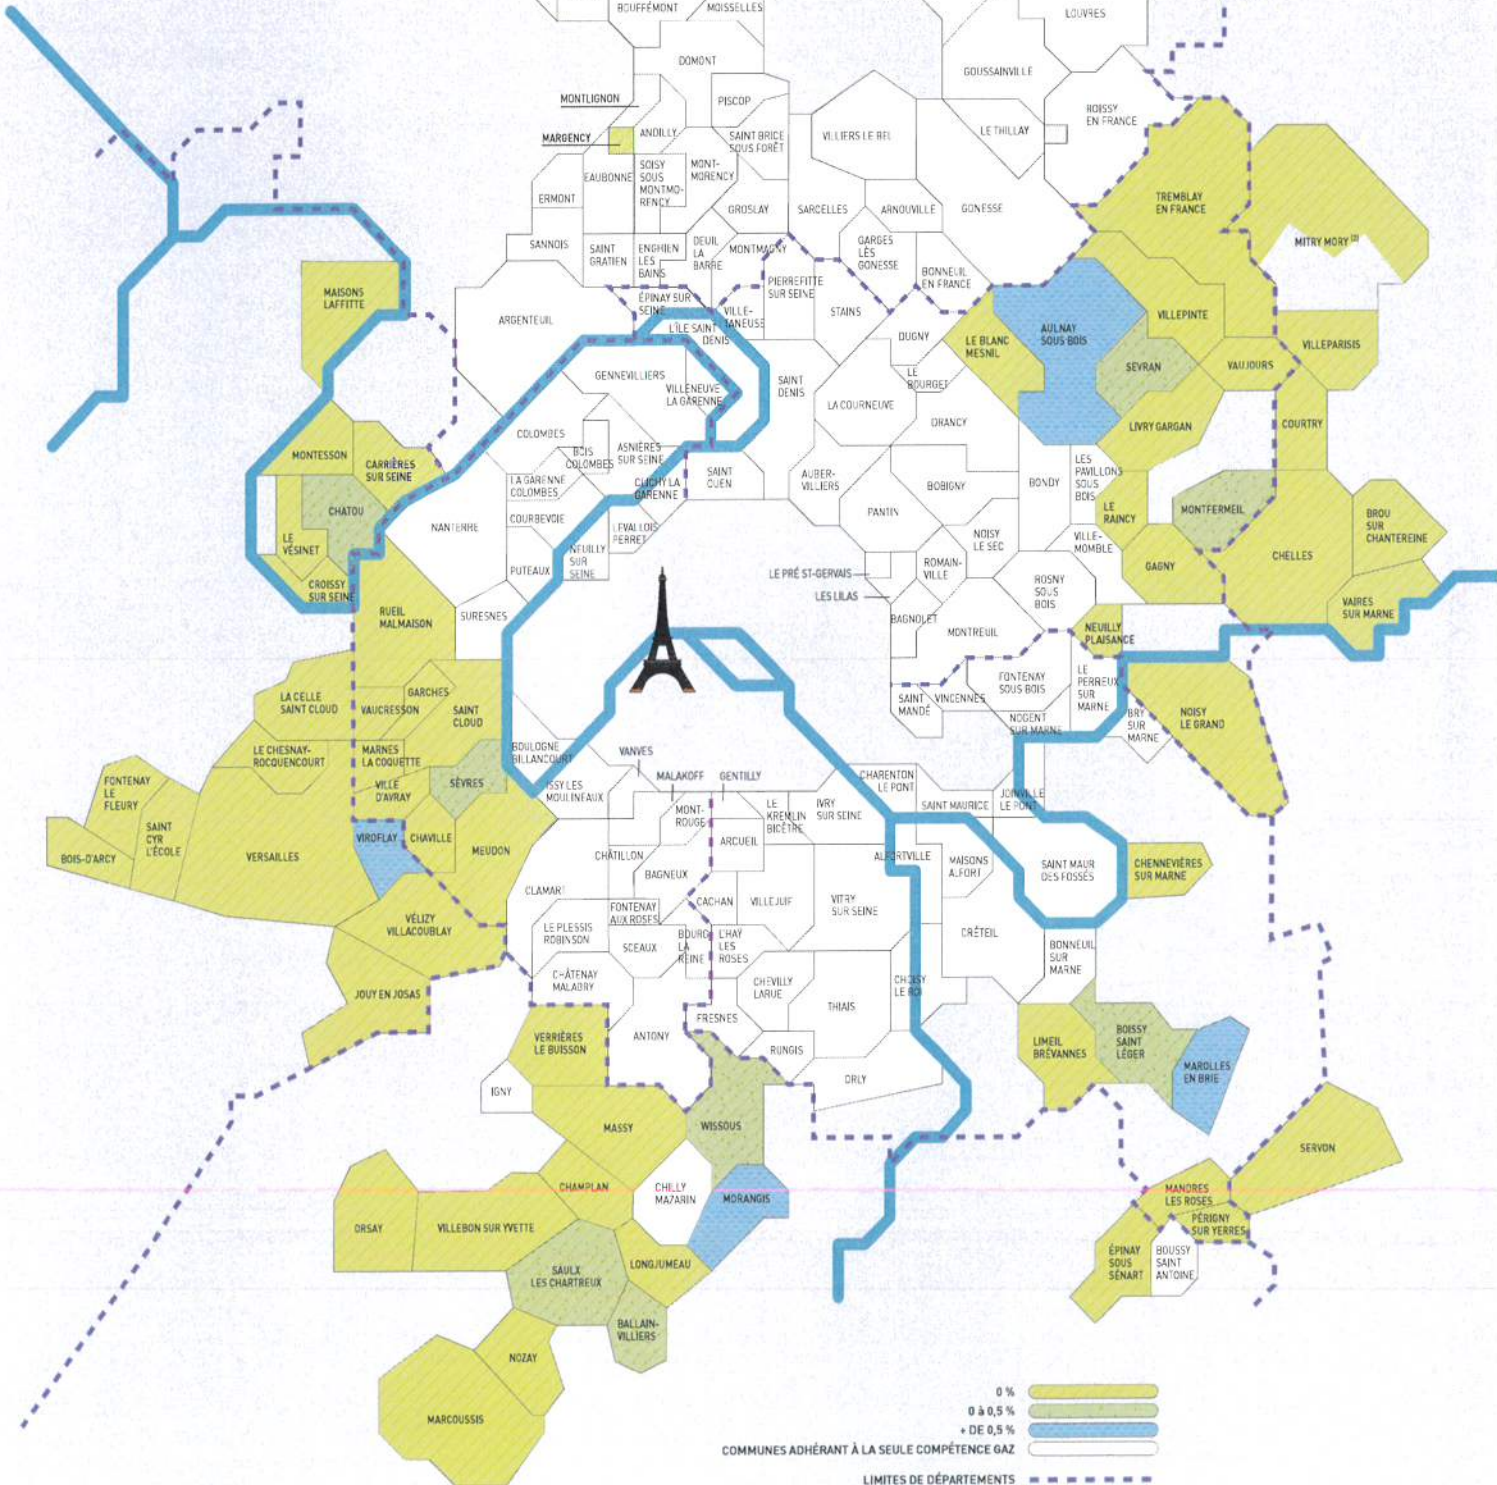 BOUFFÉMONT
MOISSELLES
LOUVRES
DOMONT
GOUSSAINVILLE
MONTLIGNON
PISCOP
ROISSY
EN FRANCE
MARGENCY
ANDILLY
SAINT BRICE
SOUS FORÊT
VILLIERS LE BEL
LE THILLAY
EAUBONNE
SOISY
SOUS
MONTMO-
RENCY
MONT-
MORENCY
ERMONT
GROSLAY
SARCELLES
ARNOUVILLE
GONESSE
TREMBLAY
EN FRANCE
MITRY MORY (2)
SANNOIS
SAINT
GRATIEN
ENGHIEN
LES
BAINS
DEUIL
LA
BARRE
MONTMAGNY
GARGES
LÈS
GONESSE
BONNEUIL
EN FRANCE
MAISONS
LAFFITTE
ARGENTEUIL
ÉPINAY SUR
SEINE
L'ÎLE SAINT
DENIS
VILLE-
TANEUSE
PIERREFITTE
SUR SEINE
STAINS
DUGNY
LE BLANC
MESNIL
AULNAY
SOUS BOIS
VILLEPINTE
SEVRAN
VAUJOURS
VILLEPARISIS
GENNEVILLIERS
VILLENEUVE
LA GARENNE
SAINT
DENIS
LE
BOURGET
LA COURNEUVE
DRANCY
LIVRY GARGAN
COURTRY
MONTESSON
CARRIÈRES
SUR SEINE
COLOMBES
BOIS
COLOMBES
ASNIÈRES
SUR SEINE
LA GARENNE
COLOMBES
CLICHY LA
GARENNE
SAINT
OUEN
AUBER-
VILLIERS
BOBIGNY
BONDY
LES
PAVILLONS
SOUS
BOIS
LE
RAINCY
MONTFERMEIL
BROU
SUR
CHANTEREINE
CHATOU
LE
VÉSINET
CROISSY
SUR SEINE
NANTERRE
COURBEVOIE
PUTEAUX
NEUILLY
SUR
SEINE
LEVALLOIS
PERRET
PANTIN
NOISY
LE SEC
VILLE-
MOMBLE
GAGNY
CHELLES
VAIRES
SUR MARNE
LE PRÉ ST-GERVAIS
LES LILAS
ROMAIN-
VILLE
ROSNY
SOUS
BOIS
BAGNOLET
MONTREUIL
NEUILLY
PLAISANCE
RUEIL
MALMAISON
SURESNES
LA CELLE
SAINT CLOUD
VAUCRESSON
GARCHES
SAINT
CLOUD
SAINT
MANDÉ
VINCENNES
FONTENAY
SOUS BOIS
NOGENT
SUR MARNE
LE
PERREUX
SUR
MARNE
BRY
SUR
MARNE
NOISY
LE GRAND
LE CHESNAY-
ROCQUENCOURT
MARNES
LA COQUETTE
VILLE
D'AVRAY
SÈVRES
BOULOGNE
BILLANCOURT
ISSY LES
MOULINEAUX
VANVES
MALAKOFF
GENTILLY
MONT-
ROUGE
LE
KREMLIN
BICÊTRE
IVRY
SUR SEINE
CHARENTON
LE PONT
SAINT MAURICE
JOINVILLE
LE PONT
FONTENAY
LE
FLEURY
SAINT
CYR
L'ÉCOLE
BOIS-D'ARCY
VERSAILLES
VIROFLAY
CHAVILLE
MEUDON
CHÂTILLON
ARCUEIL
BAGNEUX
ALFORTVILLE
MAISONS
ALFORT
SAINT MAUR
DES FOSSÉS
CHENNEVIÈRES
SUR MARNE
CLAMART
FONTENAY
AUX ROSES
CACHAN
VILLEJUIF
VITRY
SUR SEINE
VÉLIZY
VILLACOUBLAY
LE PLESSIS
ROBINSON
SCEAUX
BOURG
LA
REINE
L'HAY
LES
ROSES
CRÉTEIL
BONNEUIL
SUR
MARNE
JOUY EN JOSAS
CHÂTENAY
MALABRY
CHEVILLY
LARUE
THIAIS
CHOISY
LE ROI
VERRIÈRES
LE BUISSON
ANTONY
FRESNES
RUNGIS
ORLY
LIMEIL
BRÉVANNES
BOISSY
SAINT
LÉGER
MAROLLES
EN BRIE
IGNY
MASSY
WISSOUS
SERVON
CHAMPLAN
CHILLY
MAZARIN
MORANGIS
MANDRES
LES ROSES
PÉRIGNY
SUR YERRES
ORSAY
VILLEBON SUR YVETTE
SAULX
LES CHARTREUX
LONGJUMEAU
ÉPINAY
SOUS
SÉNART
BOUSSY
SAINT
ANTOINE
BALLAIN-
VILLIERS
NOZAY
MARCOUSSIS
0 %
0 à 0,5 %
+ DE 0,5 %
COMMUNES ADHÉRANT À LA SEULE COMPÉTENCE GAZ
LIMITES DE DÉPARTEMENTS